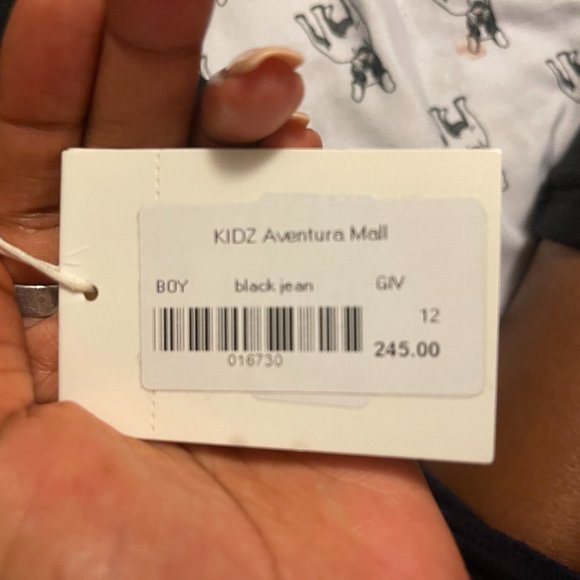 KIDZ Aventura Mall
BOY black jean GIV
12
016730 245.00